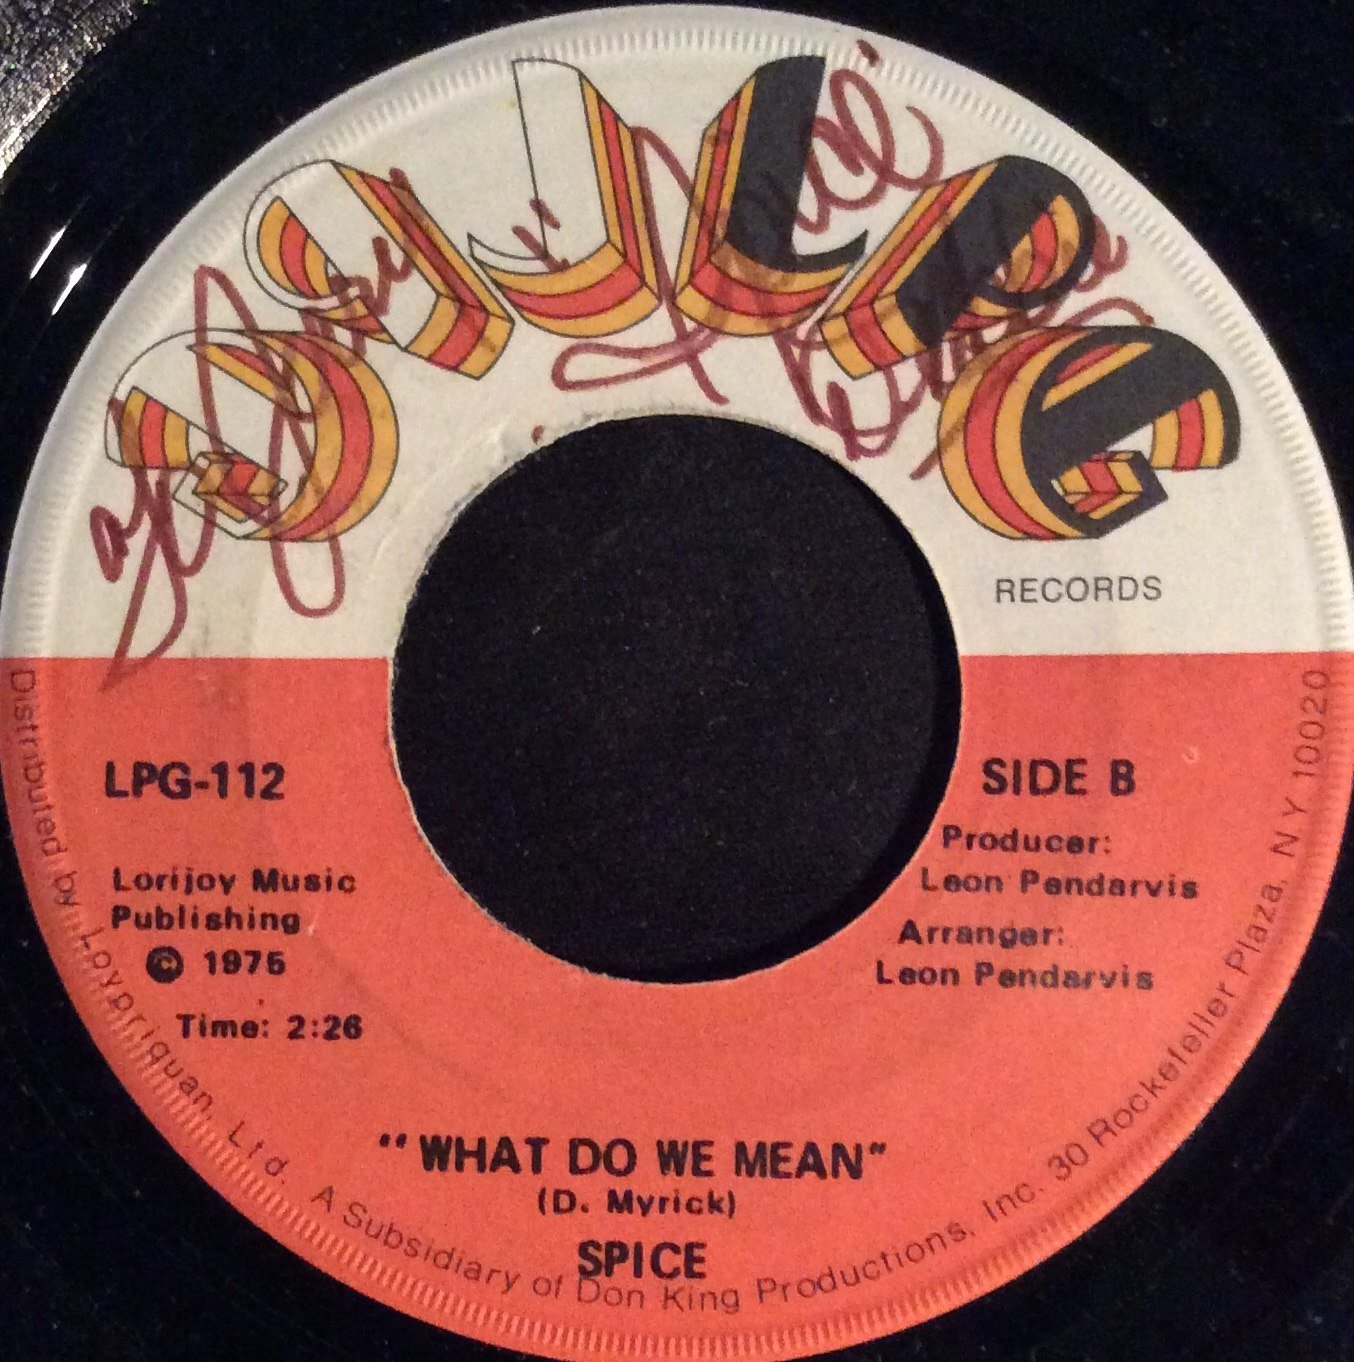 RECORDS
LPG-112
SIDE B
Lorijoy Music
Publishing
© 1975
Time: 2:26
Producer:
Leon Pendarvis
Arranger:
Leon Pendarvis
"WHAT DO WE MEAN"
(D. Myrick)
SPICE
Distributed by Loypriquan, Ltd. A Subsidiary of Don King Productions, Inc. 30 Rockefeller Plaza, NY 10020